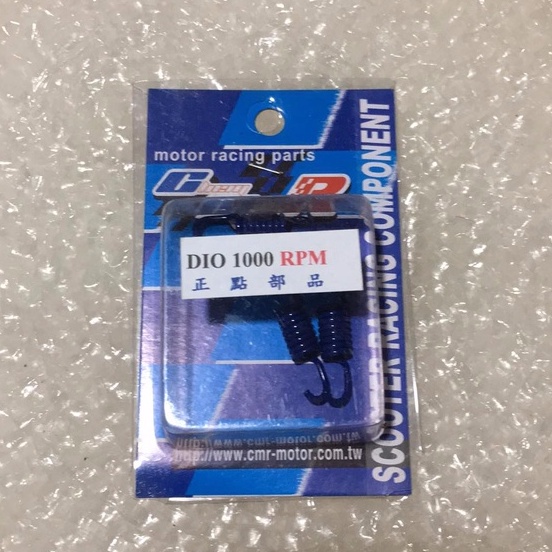 motor racing parts
DIO 1000 RPM
正點部品
http://www.cmr-motor.com.tw
SCOOTER RACING COMPONENT